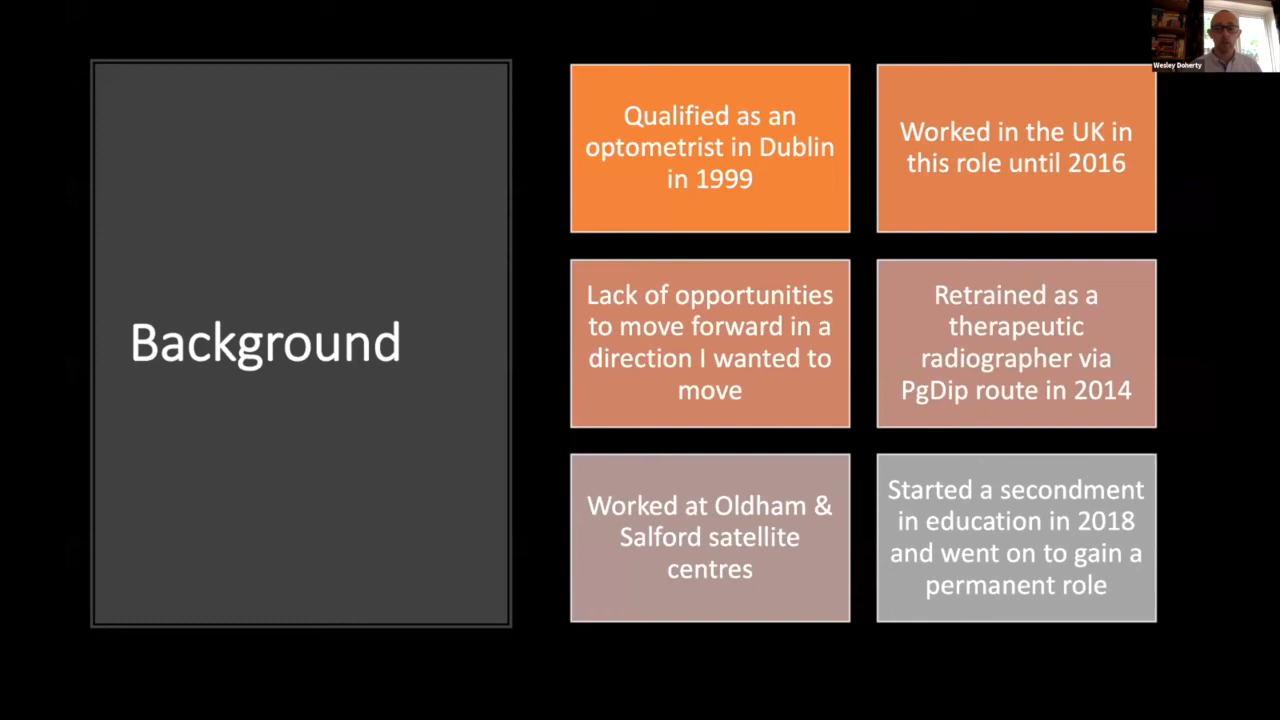 Wesley Doherty
Background
Qualified as an
optometrist in Dublin
in 1999
Worked in the UK in
this role until 2016
Lack of opportunities
to move forward in a
direction I wanted to
move
Retrained as a
therapeutic
radiographer via
PgDip route in 2014
Worked at Oldham &
Salford satellite
centres
Started a secondment
in education in 2018
and went on to gain a
permanent role